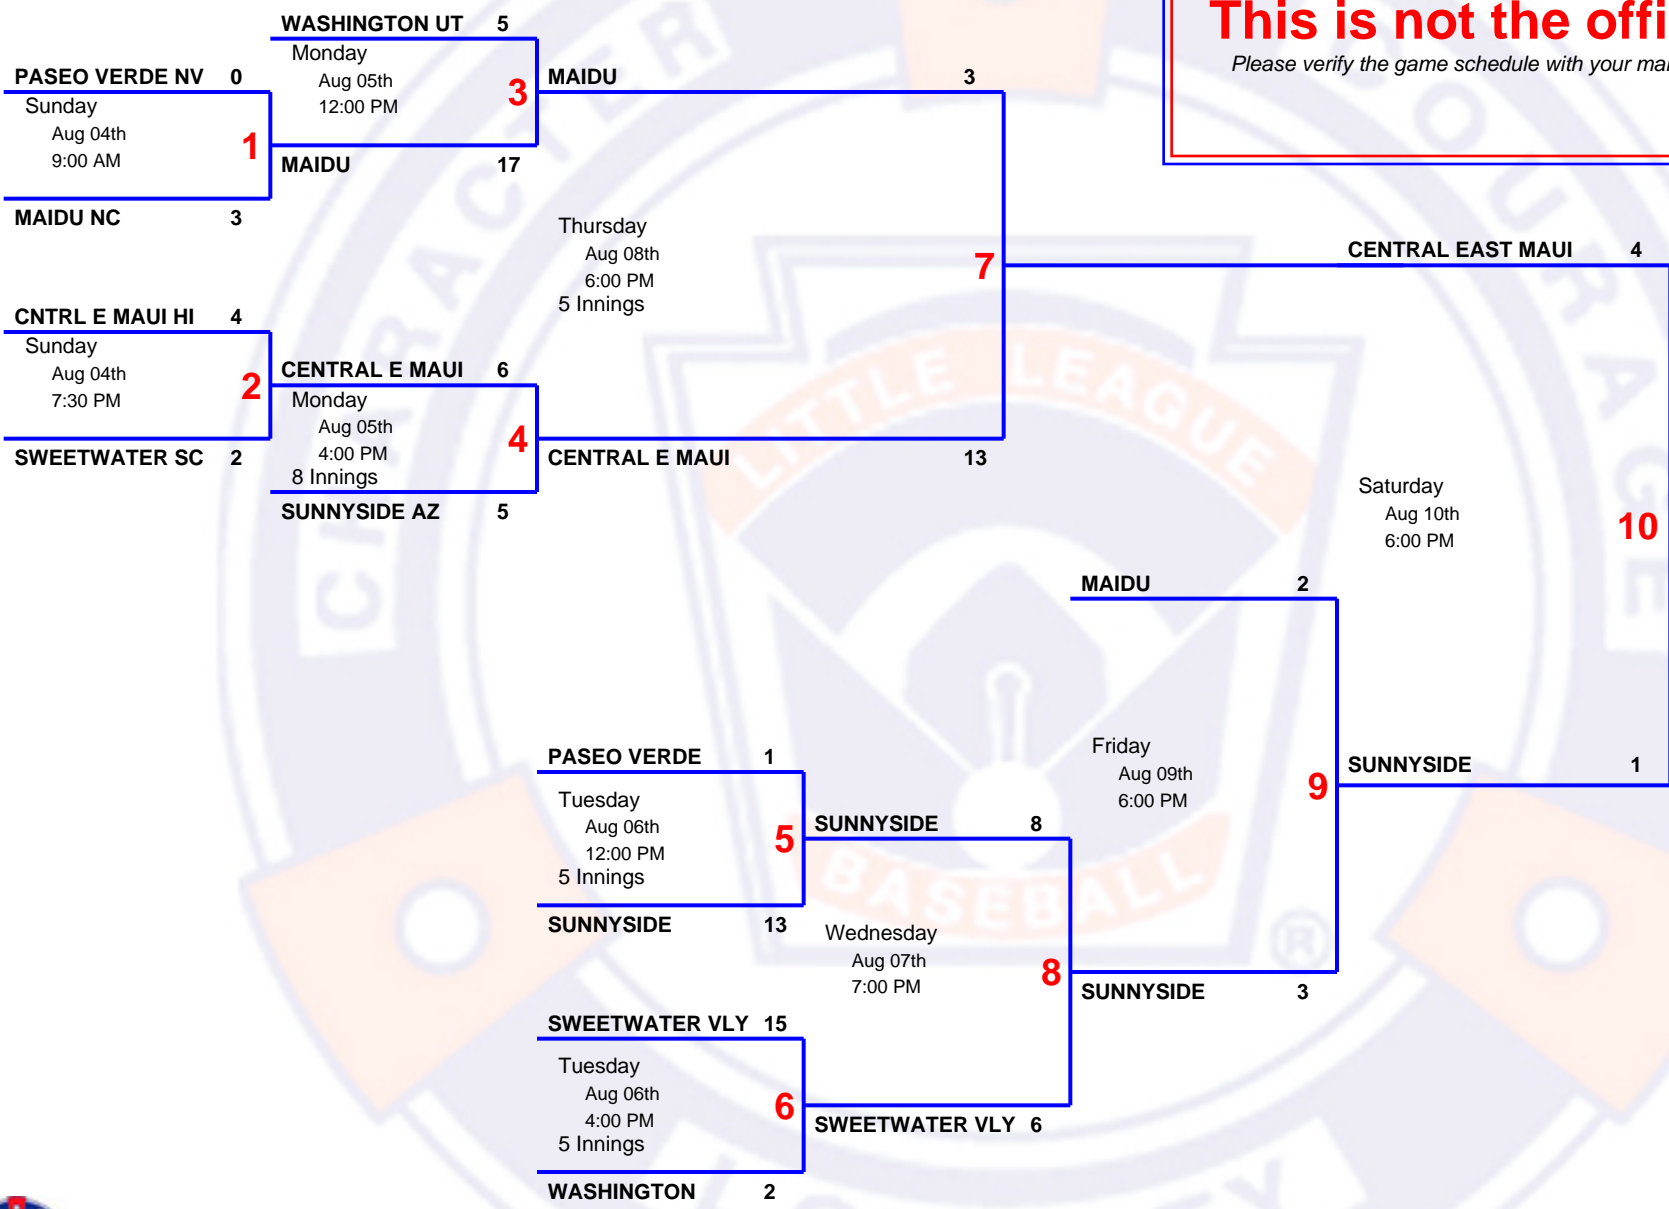 This is not the offi
Please verify the game schedule with your mai
WASHINGTON UT 5
Monday
Aug 05th
12:00 PM
3
PASEO VERDE NV 0
Sunday
Aug 04th
9:00 AM
1
MAIDU 3
MAIDU 17
MAIDU NC 3
Thursday
Aug 08th
6:00 PM
5 Innings
7
CENTRAL EAST MAUI 4
CNTRL E MAUI HI 4
Sunday
Aug 04th
7:30 PM
2
CENTRAL E MAUI 6
Monday
Aug 05th
4:00 PM
8 Innings
4
SWEETWATER SC 2
CENTRAL E MAUI 13
SUNNYSIDE AZ 5
Saturday
Aug 10th
6:00 PM
10
MAIDU 2
Friday
Aug 09th
6:00 PM
9
SUNNYSIDE 1
PASEO VERDE 1
Tuesday
Aug 06th
12:00 PM
5 Innings
5
SUNNYSIDE 8
SUNNYSIDE 13
Wednesday
Aug 07th
7:00 PM
8
SUNNYSIDE 3
SWEETWATER VLY 15
Tuesday
Aug 06th
4:00 PM
5 Innings
6
SWEETWATER VLY 6
WASHINGTON 2
CHARACTER
COURAGE
LITTLE LEAGUE
BASEBALL
®